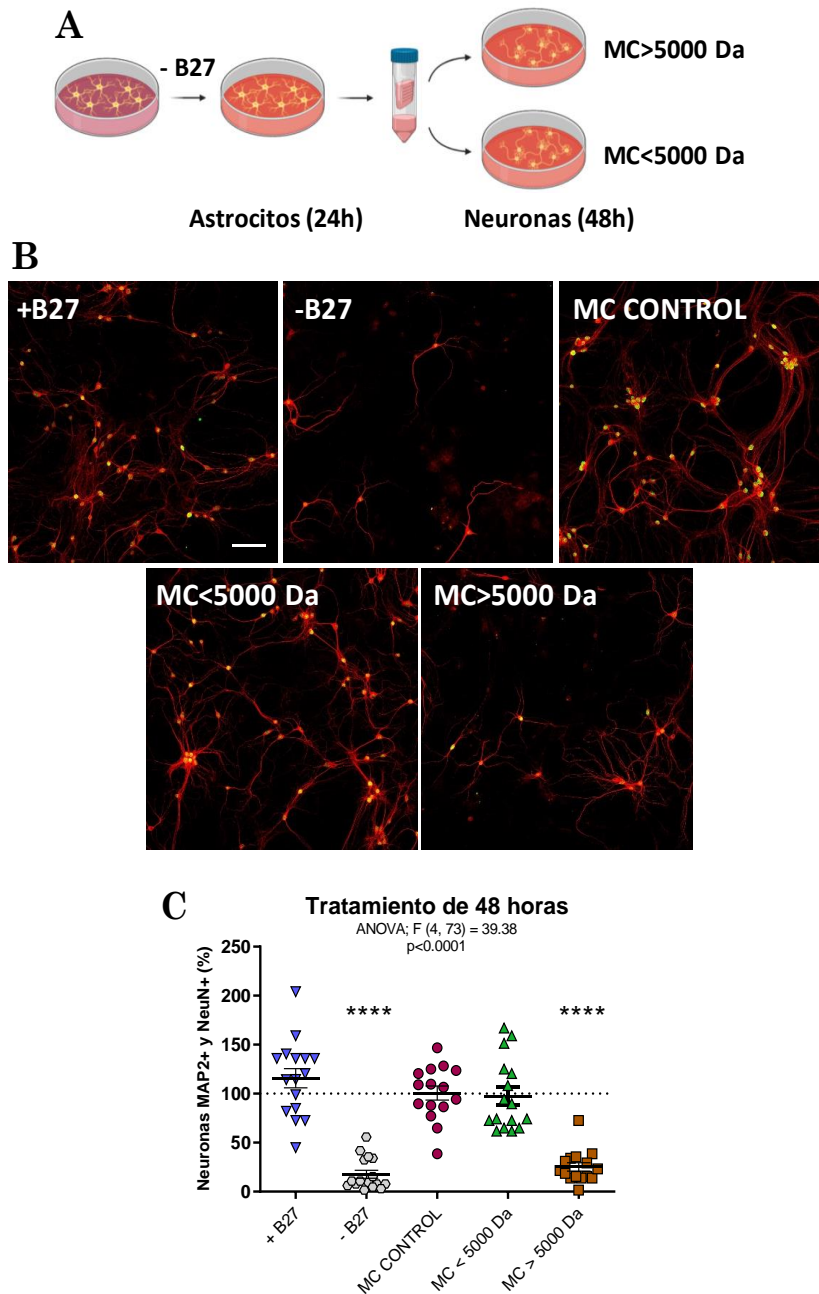 A
- B27
MC>5000 Da
MC<5000 Da
Astrocitos (24h)
Neuronas (48h)
B
+B27
-B27
MC CONTROL
MC<5000 Da
MC>5000 Da
C
Tratamiento de 48 horas
ANOVA; F (4, 73) = 39.38
p<0.0001
Neuronas MAP2+ y NeuN+ (%)
250
200
150
100
50
0
****
****
+ B27
- B27
MC CONTROL
MC < 5000 Da
MC > 5000 Da